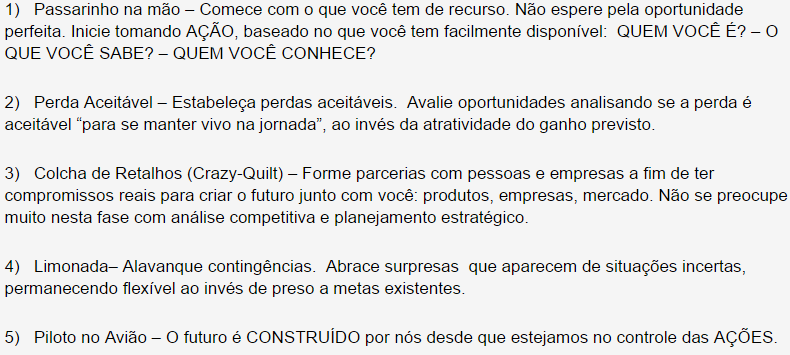 1) Passarinho na mão – Comece com o que você tem de recurso. Não espere pela oportunidade
perfeita. Inicie tomando AÇÃO, baseado no que você tem facilmente disponível: QUEM VOCÊ É? – O
QUE VOCÊ SABE? – QUEM VOCÊ CONHECE?
2) Perda Aceitável – Estabeleça perdas aceitáveis. Avalie oportunidades analisando se a perda é
aceitável “para se manter vivo na jornada”, ao invés da atratividade do ganho previsto.
3) Colcha de Retalhos (Crazy-Quilt) – Forme parcerias com pessoas e empresas a fim de ter
compromissos reais para criar o futuro junto com você: produtos, empresas, mercado. Não se preocupe
muito nesta fase com análise competitiva e planejamento estratégico.
4) Limonada– Alavanque contingências. Abrace surpresas que aparecem de situações incertas,
permanecendo flexível ao invés de preso a metas existentes.
5) Piloto no Avião – O futuro é CONSTRUÍDO por nós desde que estejamos no controle das AÇÕES.